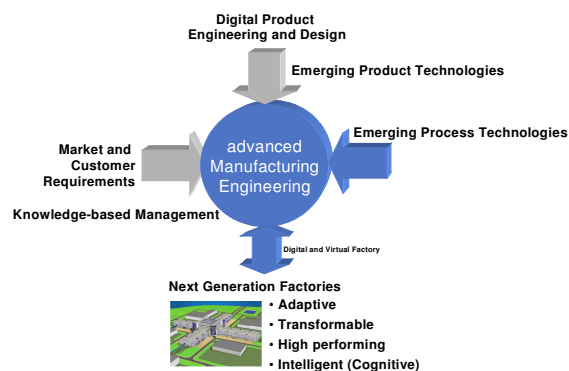 Digital Product
Engineering and Design
Emerging Product Technologies
advanced
Manufacturing
Engineering
Emerging Process Technologies
Market and
Customer
Requirements
Knowledge-based Management
Digital and Virtual Factory
Next Generation Factories
• Adaptive
• Transformable
• High performing
• Intelligent (Cognitive)